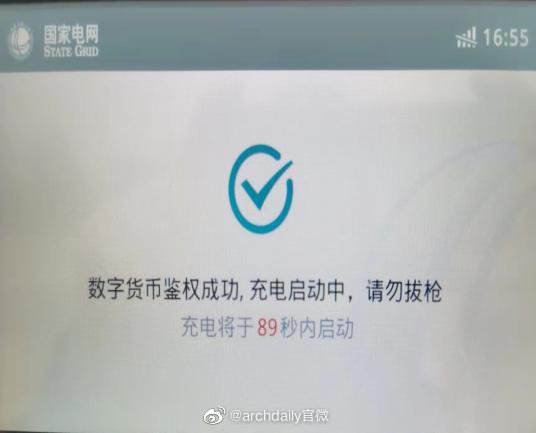 国家电网
STATE GRID
16:55
数字货币鉴权成功, 充电启动中，请勿拔枪
充电将于 89 秒内启动
@archdaily官微